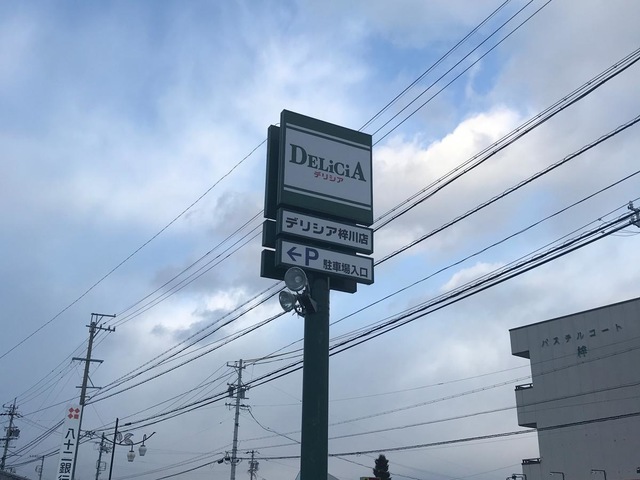 DELiCiA
デリシア
デリシア梓川店
←P 駐車場入口
パステルコート
梓
八十二銀行